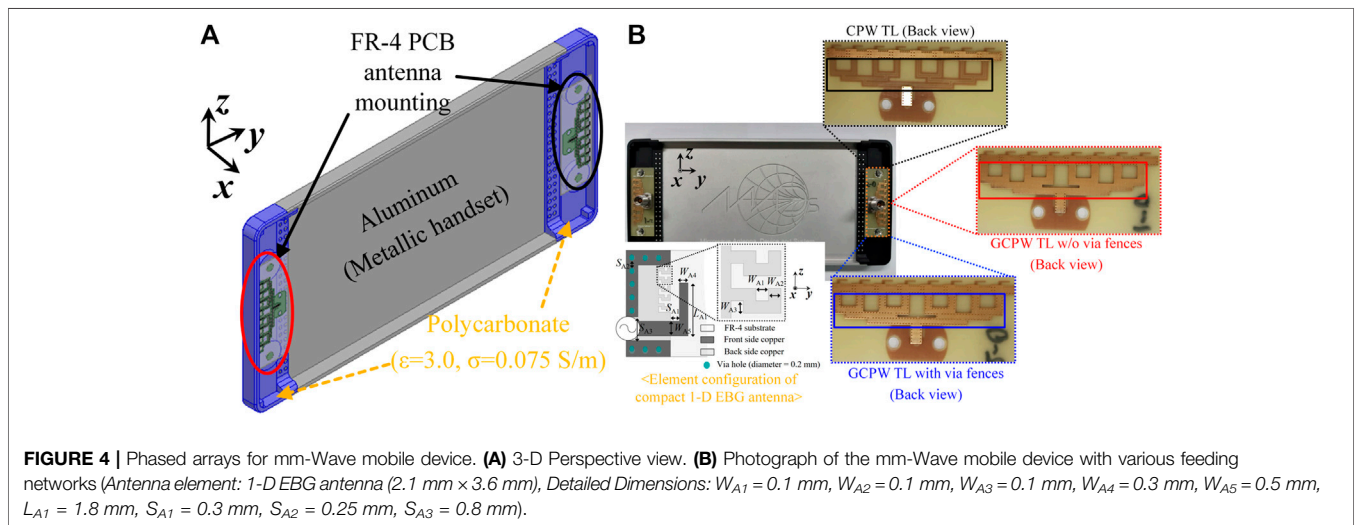 A
FR-4 PCB
antenna
mounting
z
y
x
Aluminum
(Metallic handset)
Polycarbonate
(ε=3.0, σ=0.075 S/m)
B
CPW TL (Back view)
z
x y
GCPW TL w/o via fences
(Back view)
GCPW TL with via fences
(Back view)
S_A2
W_A4
S_A1
L_A1
S_A3
W_A5
W_A1 W_A2
W_A3
z
x y
FR-4 substrate
Front side copper
Back side copper
Via hole (diameter = 0.2 mm)
<Element configuration of
compact 1-D EBG antenna>
FIGURE 4 | Phased arrays for mm-Wave mobile device. (A) 3-D Perspective view. (B) Photograph of the mm-Wave mobile device with various feeding
networks (Antenna element: 1-D EBG antenna (2.1 mm × 3.6 mm), Detailed Dimensions: W_A1 = 0.1 mm, W_A2 = 0.1 mm, W_A3 = 0.1 mm, W_A4 = 0.3 mm, W_A5 = 0.5 mm,
L_A1 = 1.8 mm, S_A1 = 0.3 mm, S_A2 = 0.25 mm, S_A3 = 0.8 mm).